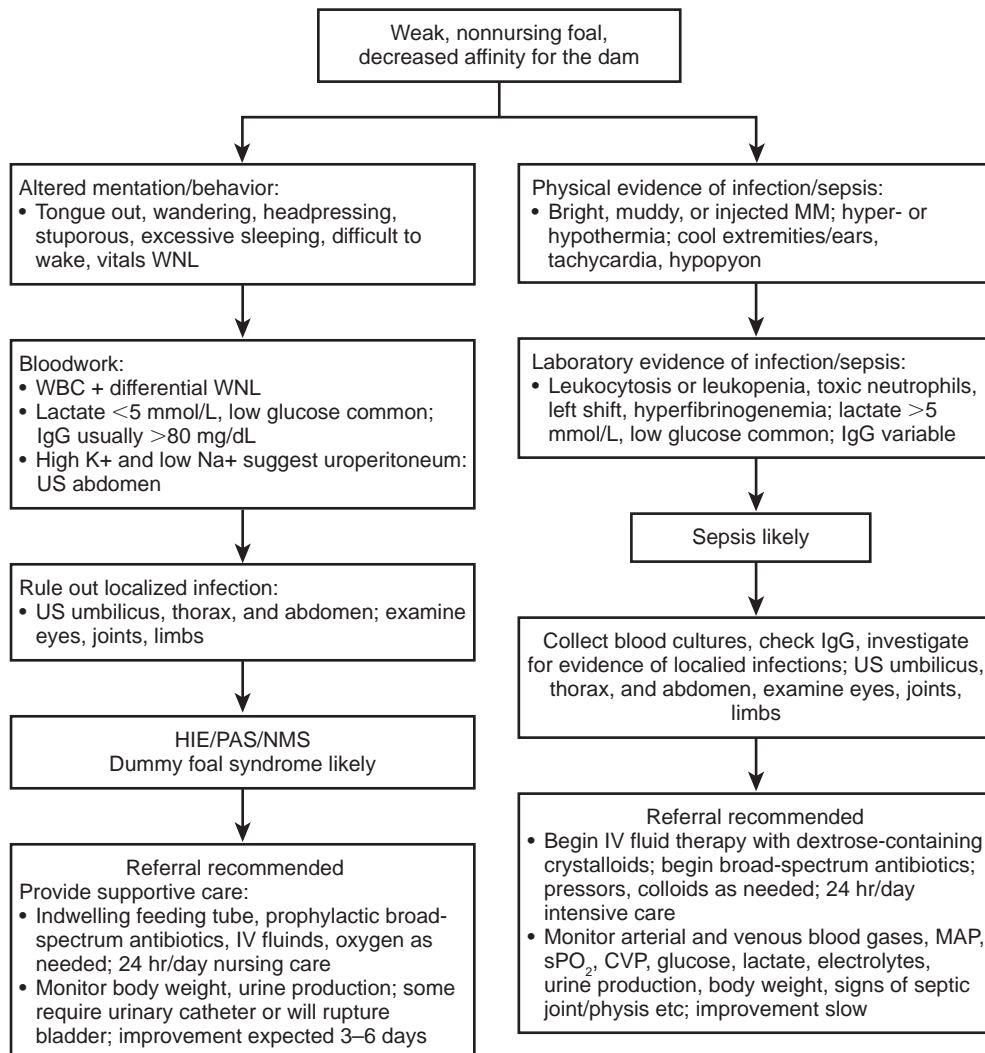 Weak, nonnursing foal,
decreased affinity for the dam
Altered mentation/behavior:
• Tongue out, wandering, headpressing,
stuporous, excessive sleeping, difficult to
wake, vitals WNL
Bloodwork:
• WBC + differential WNL
• Lactate <5 mmol/L, low glucose common;
IgG usually >80 mg/dL
• High K+ and low Na+ suggest uroperitoneum:
US abdomen
Rule out localized infection:
• US umbilicus, thorax, and abdomen; examine
eyes, joints, limbs
HIE/PAS/NMS
Dummy foal syndrome likely
Referral recommended
Provide supportive care:
• Indwelling feeding tube, prophylactic broad-
spectrum antibiotics, IV fluinds, oxygen as
needed; 24 hr/day nursing care
• Monitor body weight, urine production; some
require urinary catheter or will rupture
bladder; improvement expected 3–6 days
Physical evidence of infection/sepsis:
• Bright, muddy, or injected MM; hyper- or
hypothermia; cool extremities/ears,
tachycardia, hypopyon
Laboratory evidence of infection/sepsis:
• Leukocytosis or leukopenia, toxic neutrophils,
left shift, hyperfibrinogenemia; lactate >5
mmol/L, low glucose common; IgG variable
Sepsis likely
Collect blood cultures, check IgG, investigate
for evidence of localied infections; US umbilicus,
thorax, and abdomen, examine eyes, joints,
limbs
Referral recommended
• Begin IV fluid therapy with dextrose-containing
crystalloids; begin broad-spectrum antibiotics;
pressors, colloids as needed; 24 hr/day
intensive care
• Monitor arterial and venous blood gases, MAP,
sPO₂, CVP, glucose, lactate, electrolytes,
urine production, body weight, signs of septic
joint/physis etc; improvement slow